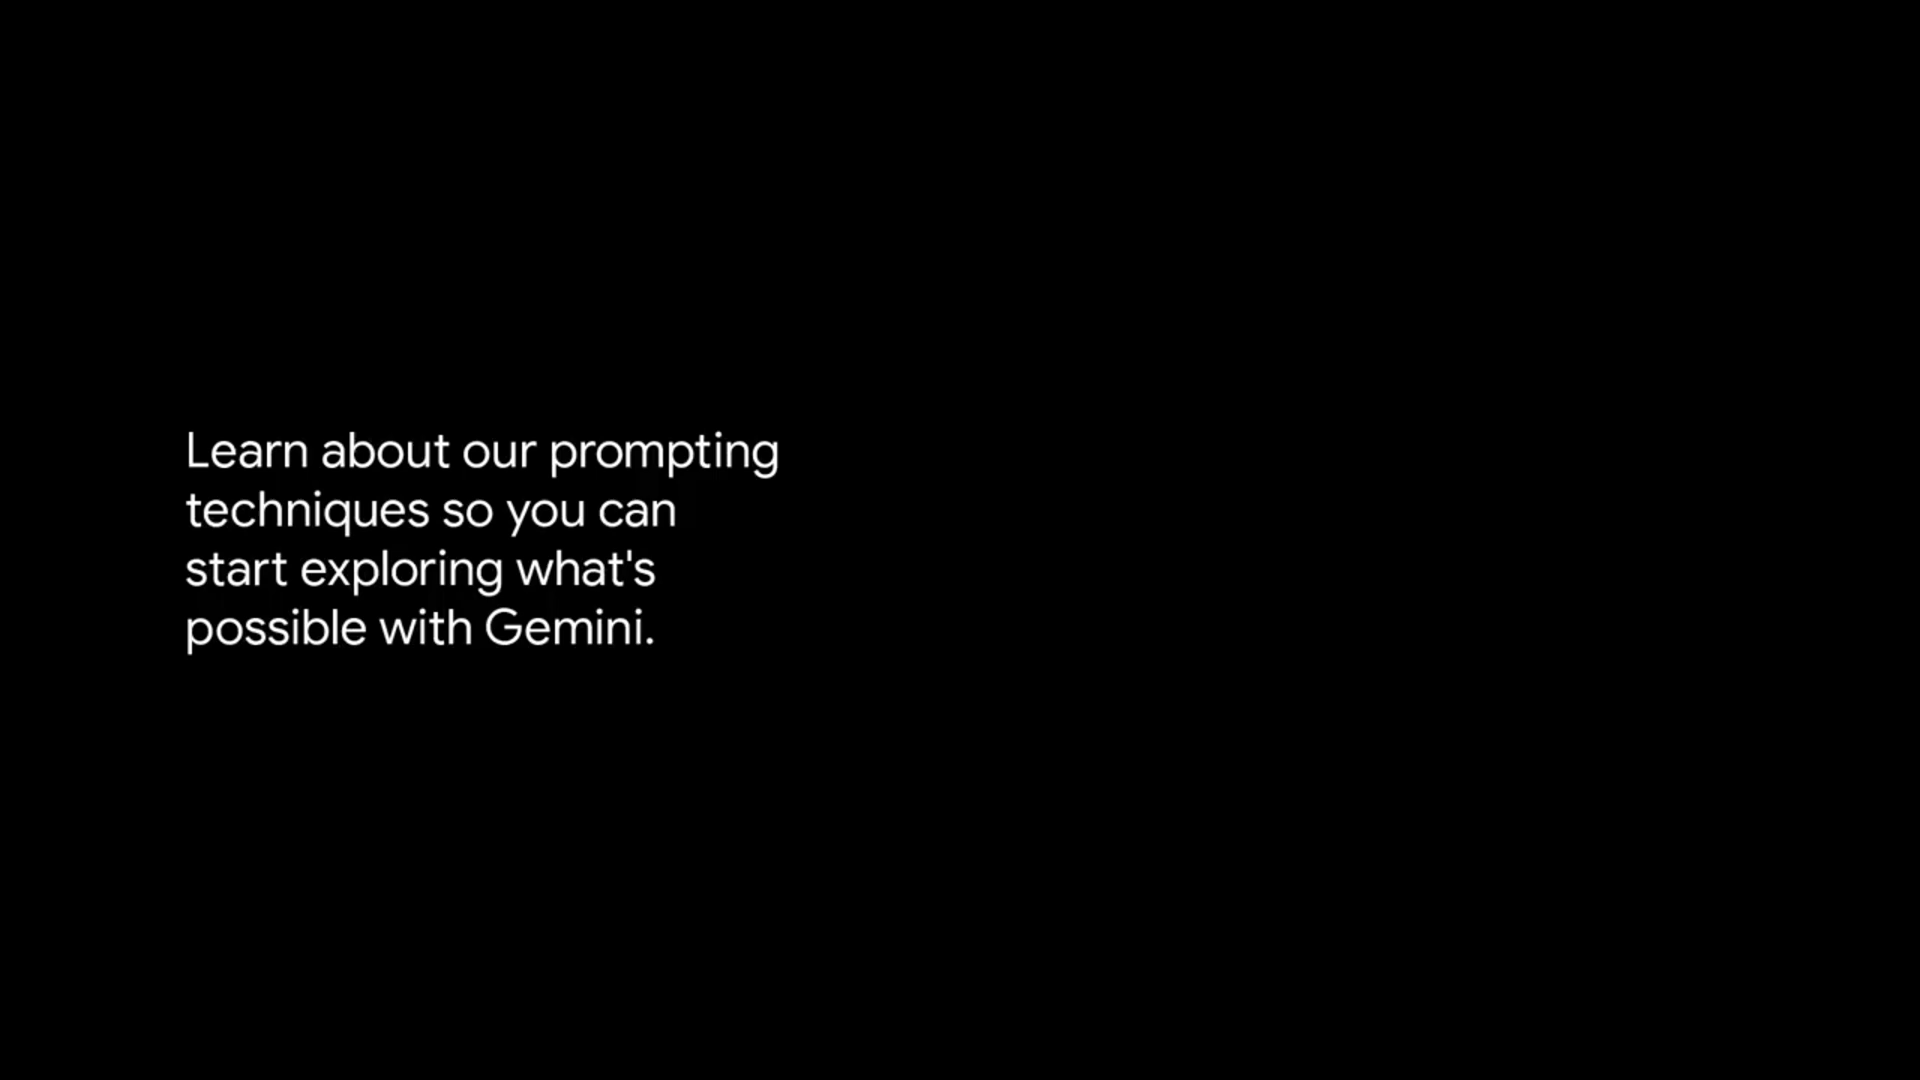 Learn about our prompting
techniques so you can
start exploring what's
possible with Gemini.